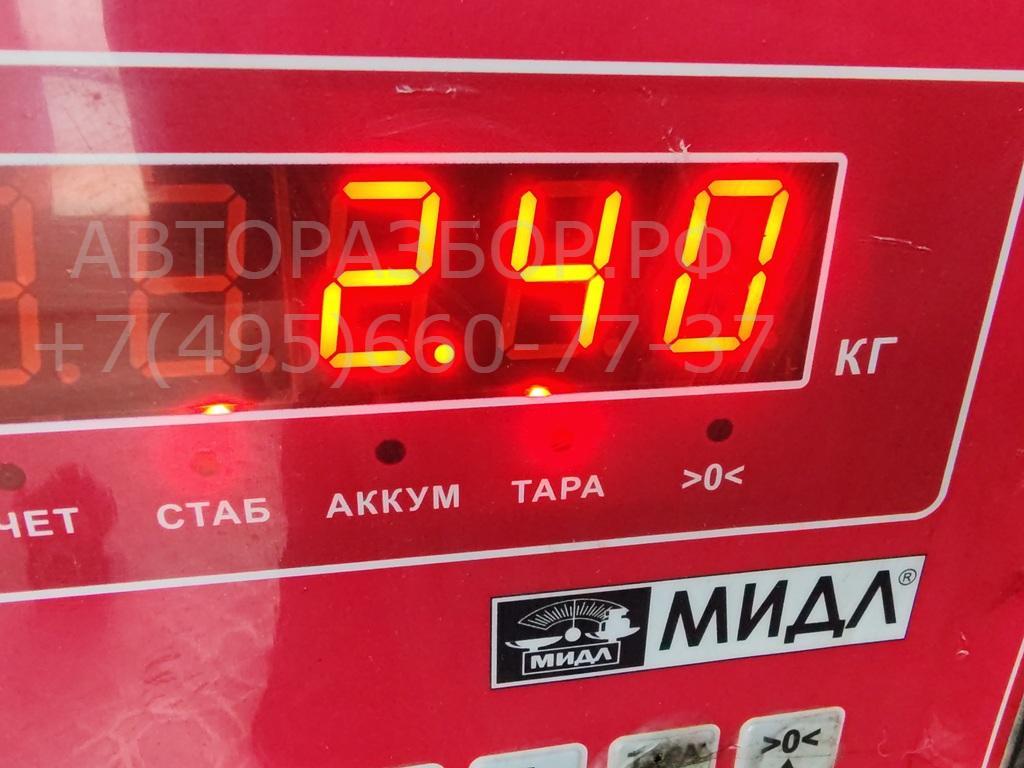 2.40
АВТОРАЗБОР.РФ
+7(495)660-77-37
КГ
ЧЕТ СТАБ АККУМ ТАРА >0<
МИДЛ МИДЛ®
>0<